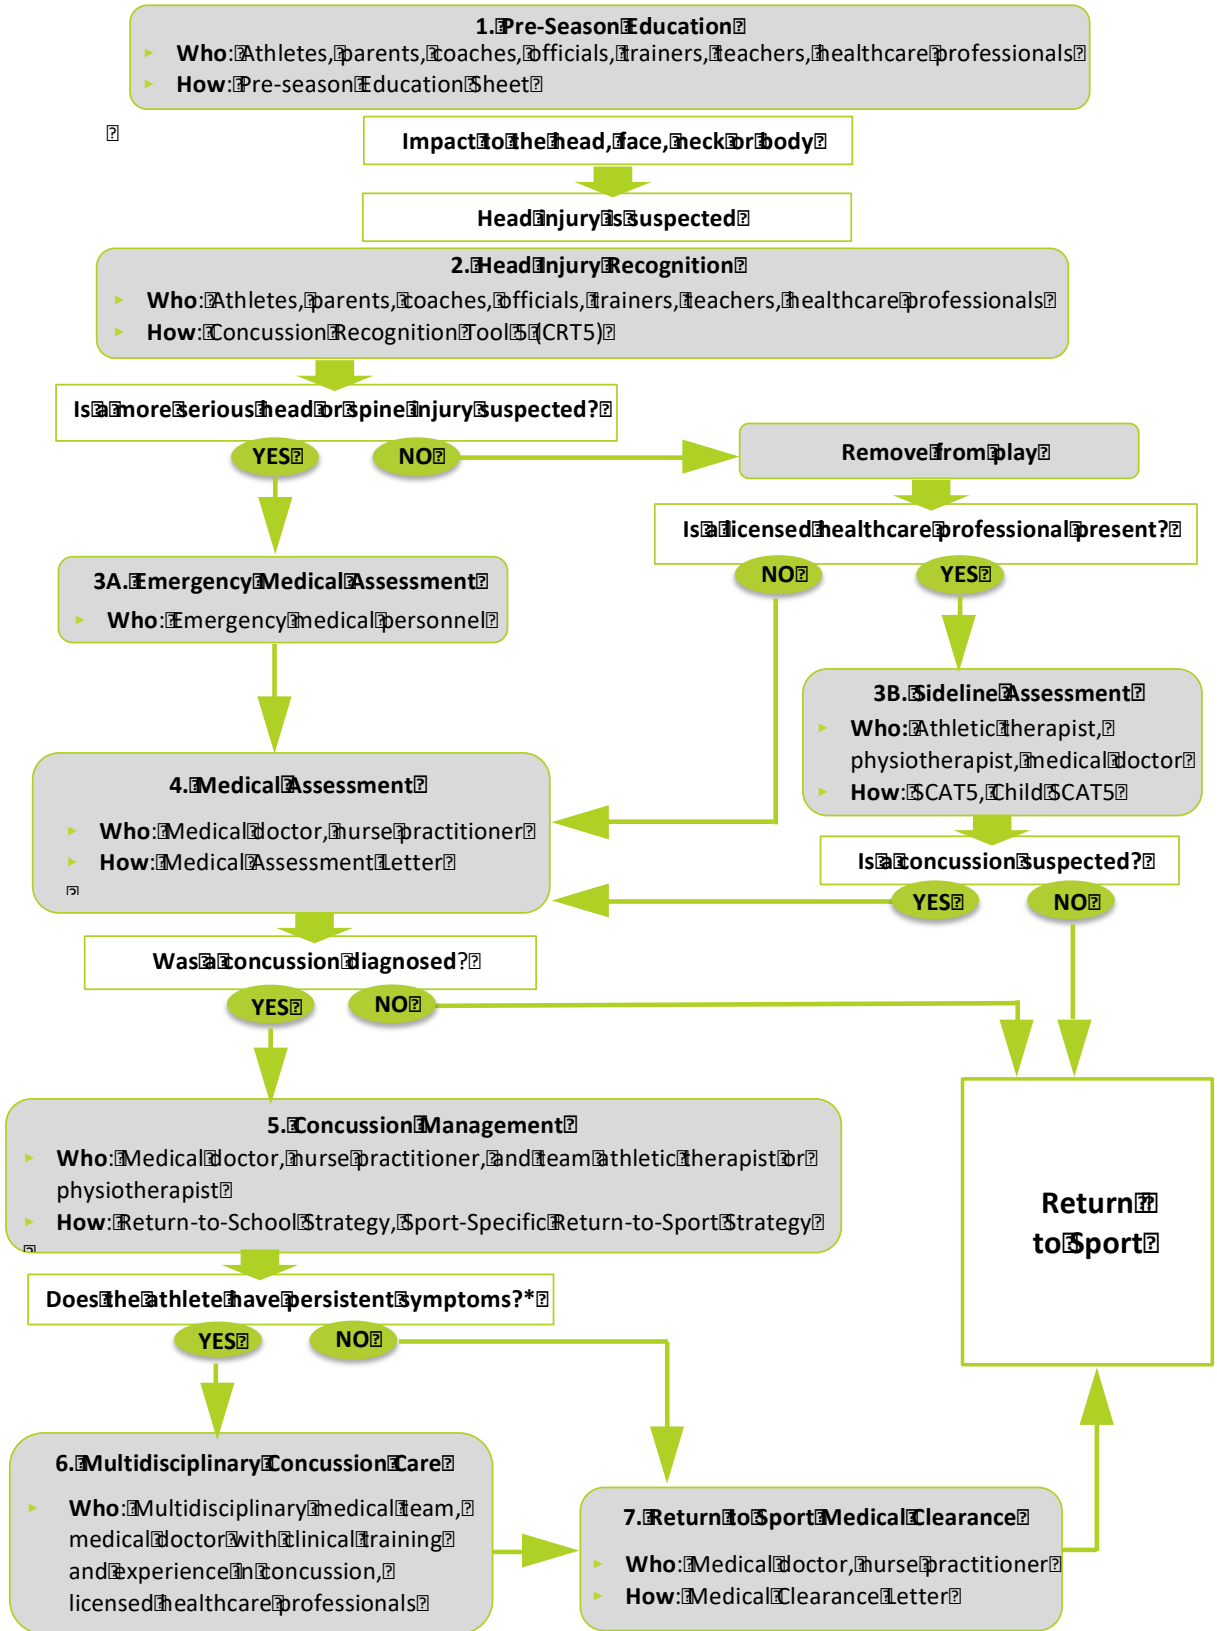 1. Pre-Season Education
▸ Who: Athletes, parents, coaches, officials, trainers, teachers, healthcare professionals
▸ How: Pre-season Education Sheet
Impact to the head, face, neck or body
Head injury is suspected
2. Head Injury Recognition
▸ Who: Athletes, parents, coaches, officials, trainers, teachers, healthcare professionals
▸ How: Concussion Recognition Tool 5 (CRT5)
Is a more serious head or spine injury suspected?
YES
NO
Remove from play
Is a licensed healthcare professional present?
NO
YES
3A. Emergency Medical Assessment
▸ Who: Emergency medical personnel
3B. Sideline Assessment
▸ Who: Athletic therapist,
physiotherapist, medical doctor
▸ How: SCAT5, Child SCAT5
4. Medical Assessment
▸ Who: Medical doctor, nurse practitioner
▸ How: Medical Assessment Letter
Is a concussion suspected?
YES
NO
Was a concussion diagnosed?
YES
NO
5. Concussion Management
▸ Who: Medical doctor, nurse practitioner, and team athletic therapist or
physiotherapist
▸ How: Return-to-School Strategy, Sport-Specific Return-to-Sport Strategy
Return
to Sport
Does the athlete have persistent symptoms?*
YES
NO
6. Multidisciplinary Concussion Care
▸ Who: Multidisciplinary medical team,
medical doctor with clinical training
and experience in concussion,
licensed healthcare professionals
7. Return to Sport Medical Clearance
▸ Who: Medical doctor, nurse practitioner
▸ How: Medical Clearance Letter